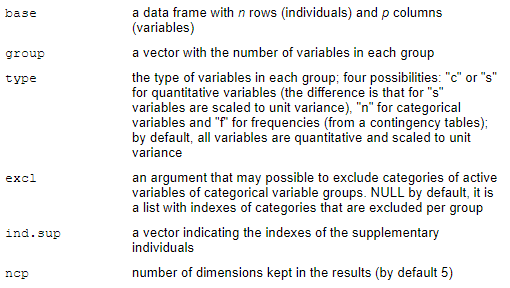 base a data frame with n rows (individuals) and p columns
(variables)
group a vector with the number of variables in each group
type the type of variables in each group; four possibilities: "c" or "s"
for quantitative variables (the difference is that for "s"
variables are scaled to unit variance), "n" for categorical
variables and "f" for frequencies (from a contingency tables);
by default, all variables are quantitative and scaled to unit
variance
excl an argument that may possible to exclude categories of active
variables of categorical variable groups. NULL by default, it is
a list with indexes of categories that are excluded per group
ind.sup a vector indicating the indexes of the supplementary
individuals
ncp number of dimensions kept in the results (by default 5)